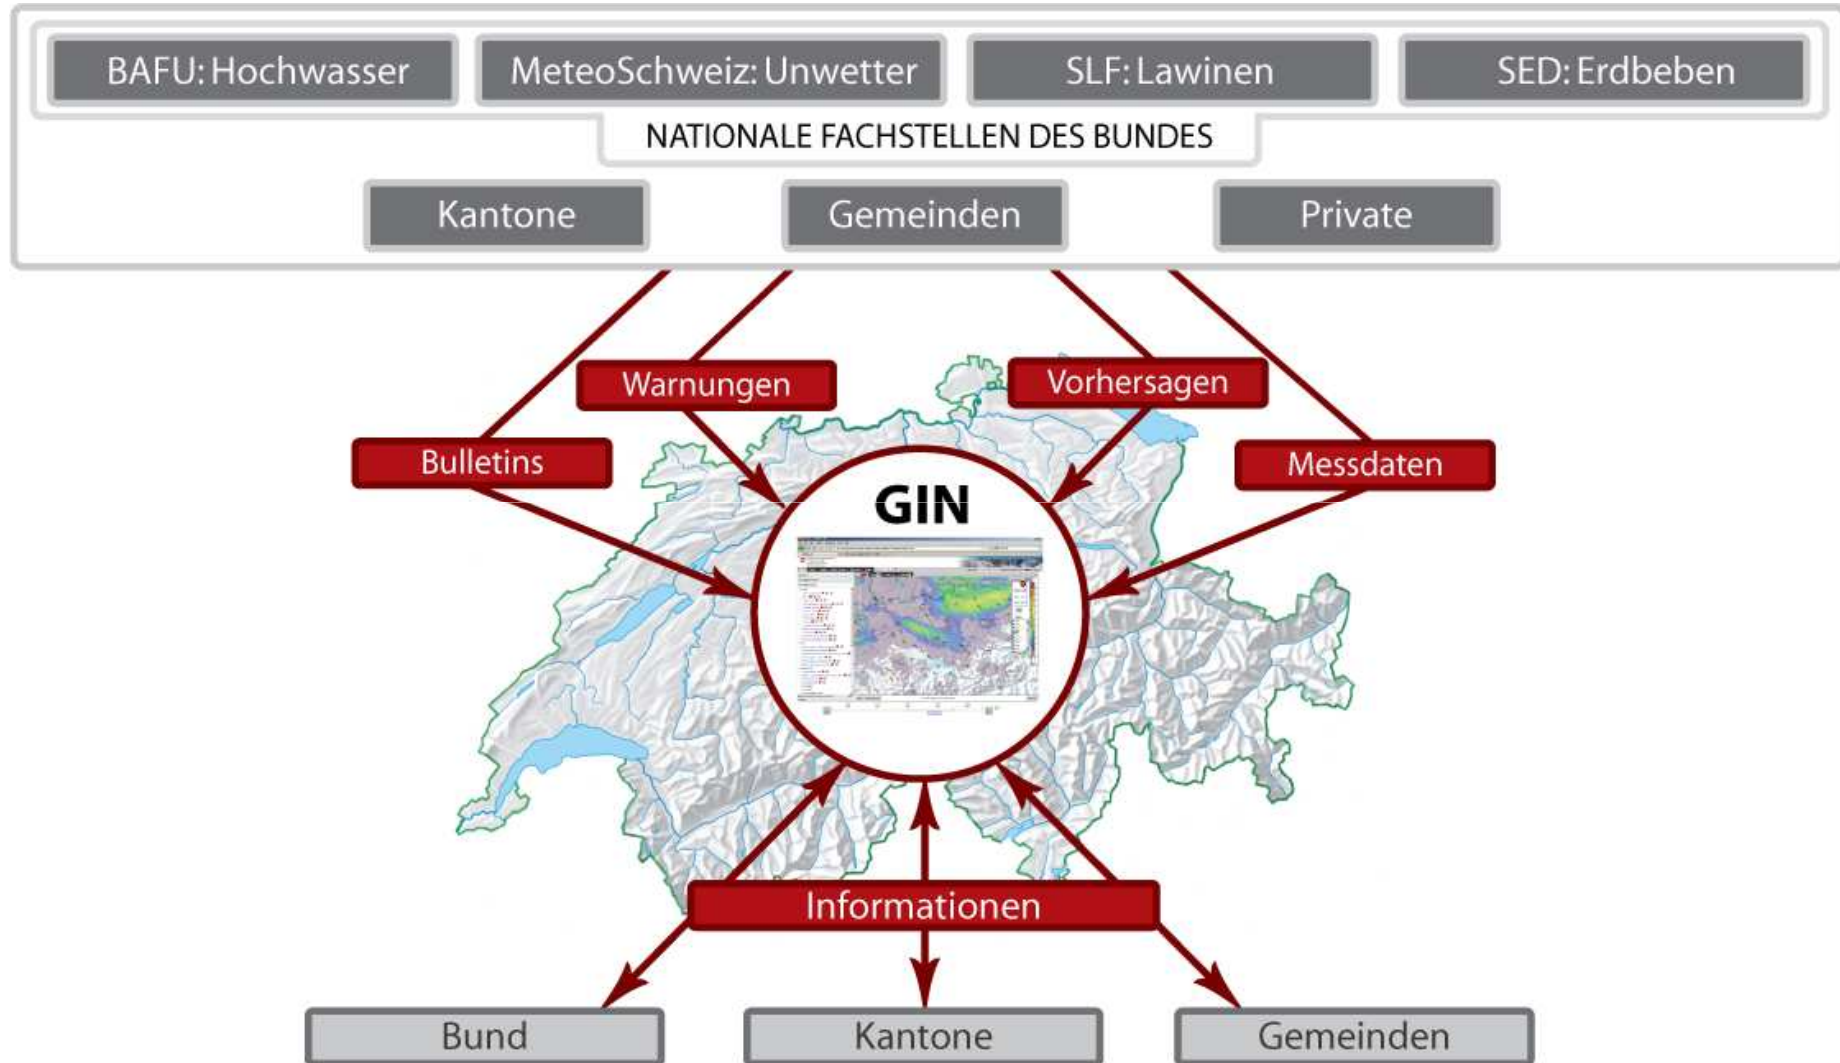 BAFU: Hochwasser
MeteoSchweiz: Unwetter
SLF: Lawinen
SED: Erdbeben
NATIONALE FACHSTELLEN DES BUNDES
Kantone
Gemeinden
Private
Warnungen
Vorhersagen
Bulletins
Messdaten
GIN
Informationen
Bund
Kantone
Gemeinden